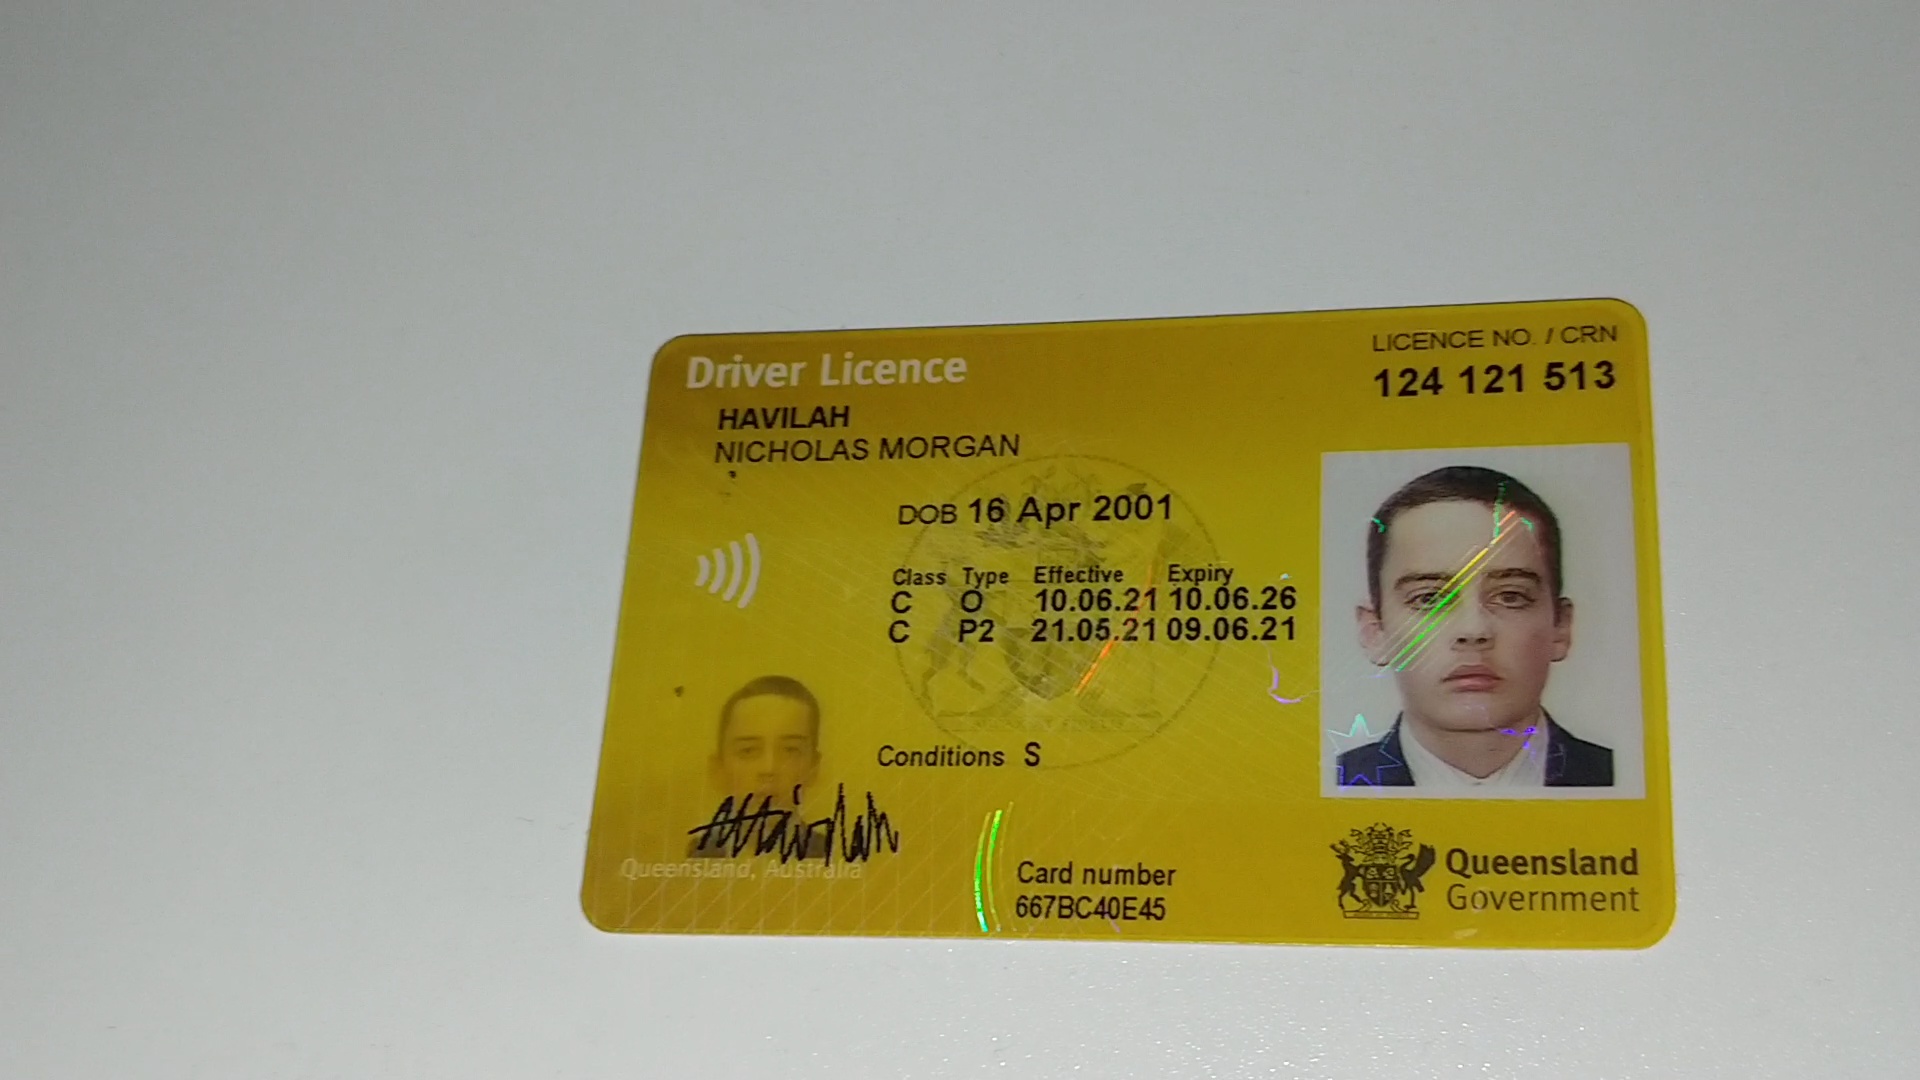 Driver Licence
LICENCE NO. / CRN
124 121 513
HAVILAH
NICHOLAS MORGAN
DOB 16 Apr 2001
Class Type Effective Expiry
C O 10.06.21 10.06.26
C P2 21.05.21 09.06.21
Conditions S
Queensland, Australia
Card number
667BC40E45
Queensland
Government